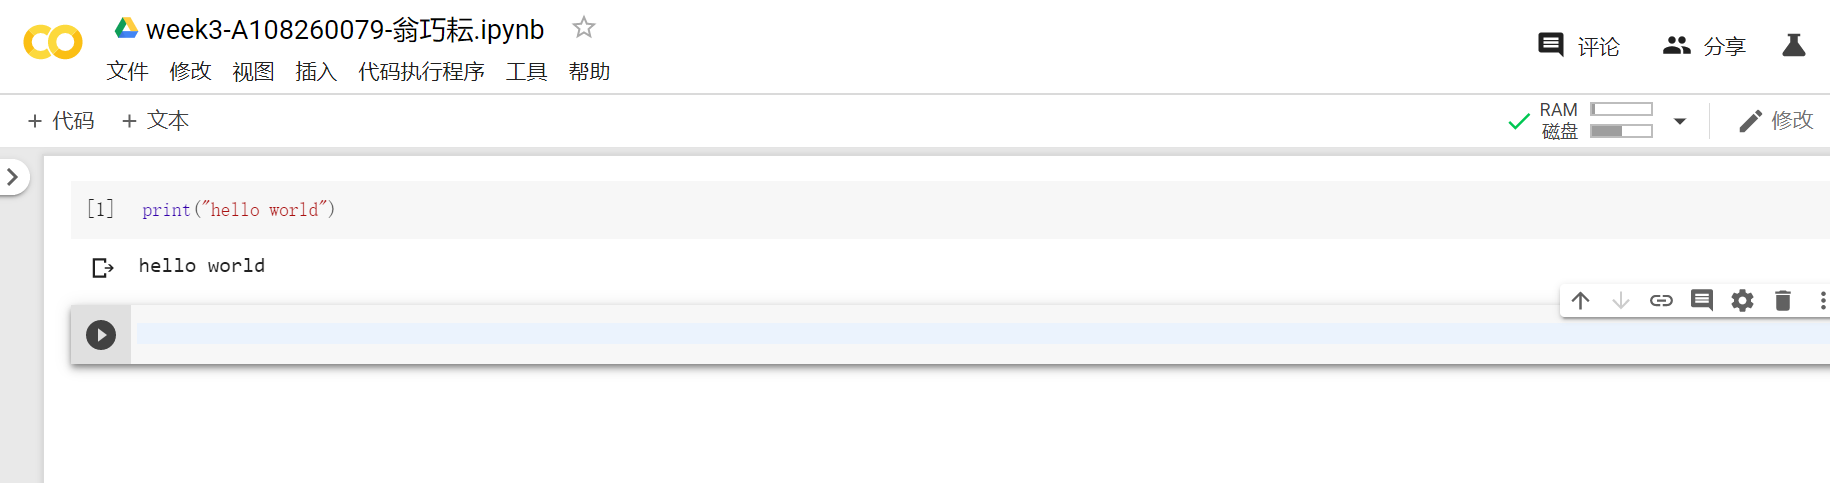 week3-A108260079-翁巧耘.ipynb
文件 修改 视图 插入 代码执行程序 工具 帮助
评论 分享
+ 代码 + 文本
RAM
磁盘
修改
[1] print("hello world")
hello world